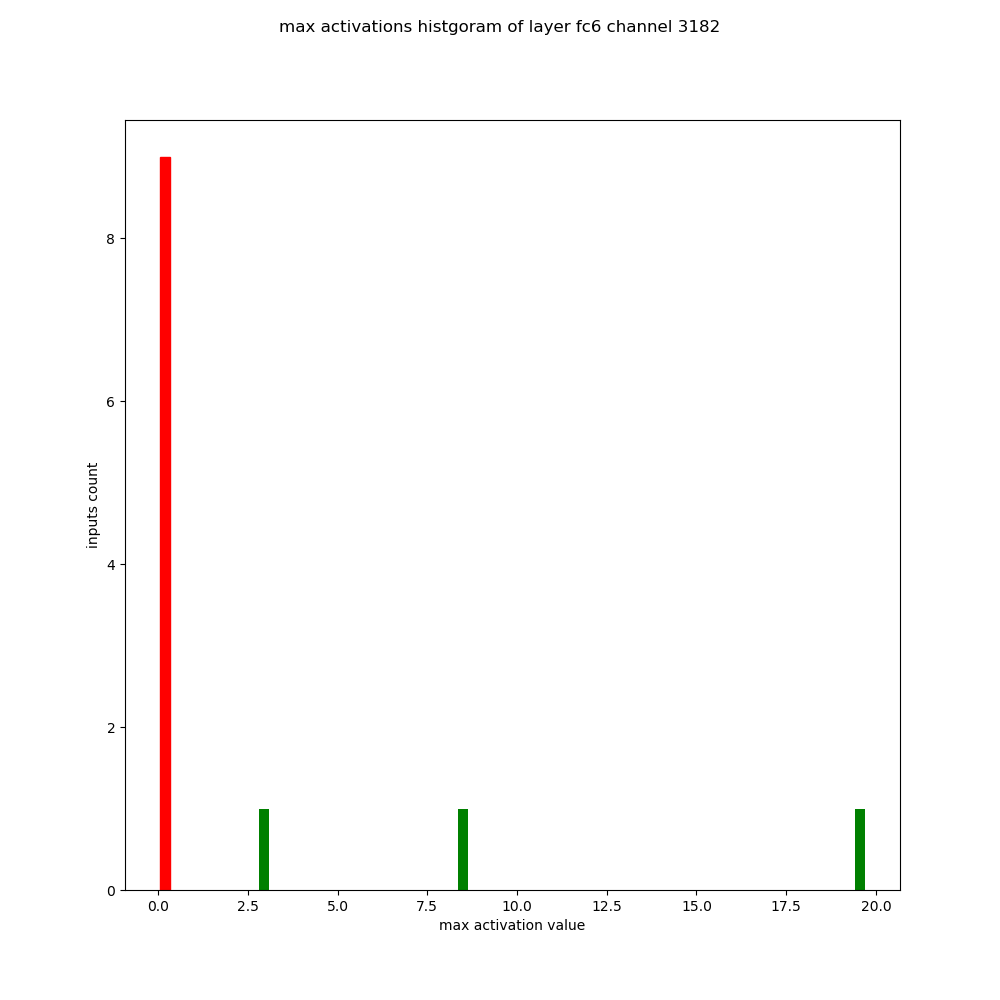 max activations histgoram of layer fc6 channel 3182
8
6
4
2
0
inputs count
0.0 2.5 5.0 7.5 10.0 12.5 15.0 17.5 20.0
max activation value